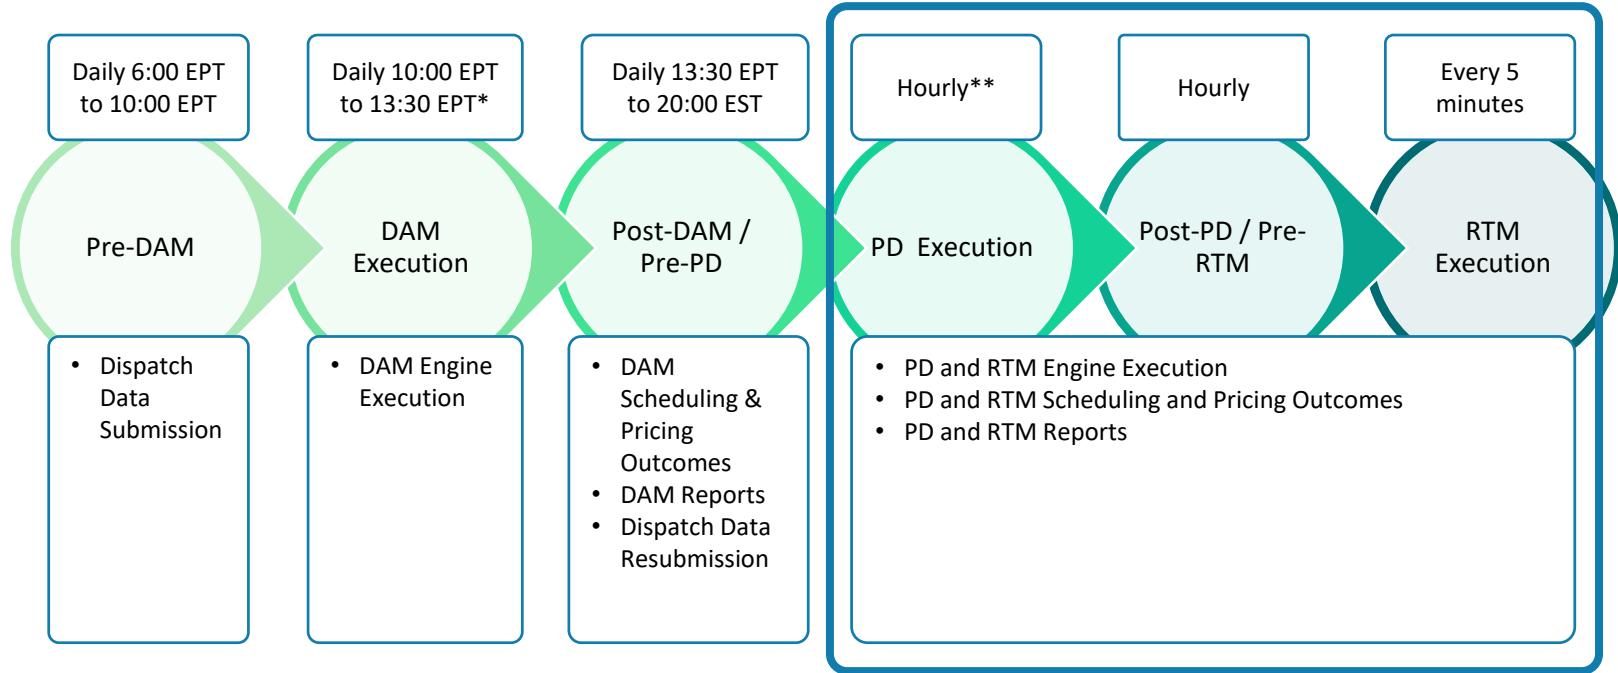 Daily 6:00 EPT
to 10:00 EPT
Daily 10:00 EPT
to 13:30 EPT*
Daily 13:30 EPT
to 20:00 EST
Hourly**
Hourly
Every 5
minutes
Pre-DAM
DAM
Execution
Post-DAM /
Pre-PD
PD Execution
Post-PD / Pre-
RTM
RTM
Execution
• Dispatch
Data
Submission
• DAM Engine
Execution
• DAM
Scheduling &
Pricing
Outcomes
• DAM Reports
• Dispatch Data
Resubmission
• PD and RTM Engine Execution
• PD and RTM Scheduling and Pricing Outcomes
• PD and RTM Reports